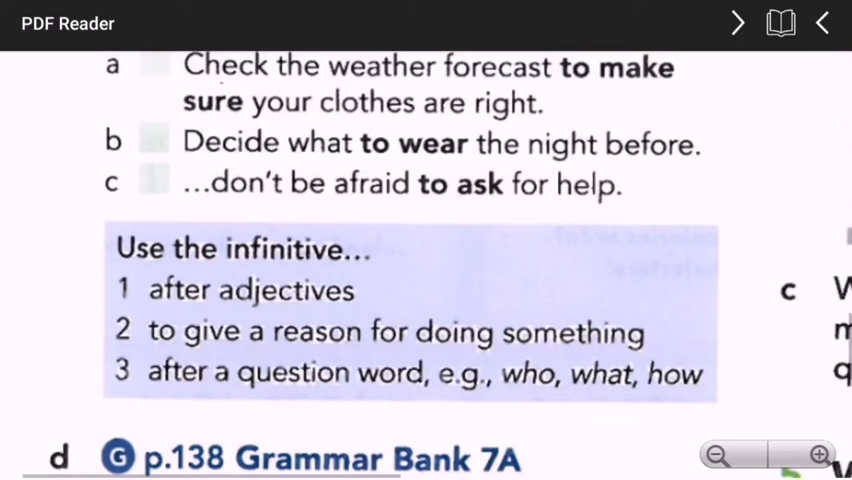 PDF Reader
a Check the weather forecast to make
sure your clothes are right.
b Decide what to wear the night before.
c ...don't be afraid to ask for help.
Use the infinitive...
1 after adjectives
2 to give a reason for doing something
3 after a question word, e.g., who, what, how
c
d G p.138 Grammar Bank 7A